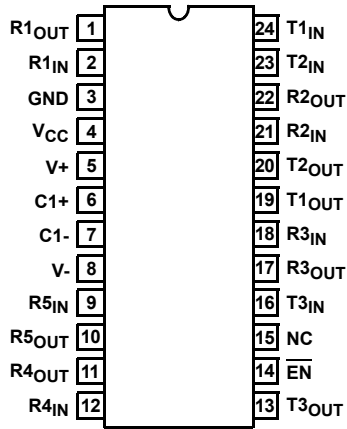 R1OUT 1 24 T1IN
R1IN 2 23 T2IN
GND 3 22 R2OUT
VCC 4 21 R2IN
V+ 5 20 T2OUT
C1+ 6 19 T1OUT
C1- 7 18 R3IN
V- 8 17 R3OUT
R5IN 9 16 T3IN
R5OUT 10 15 NC
R4OUT 11 14 E̅N̅
R4IN 12 13 T3OUT